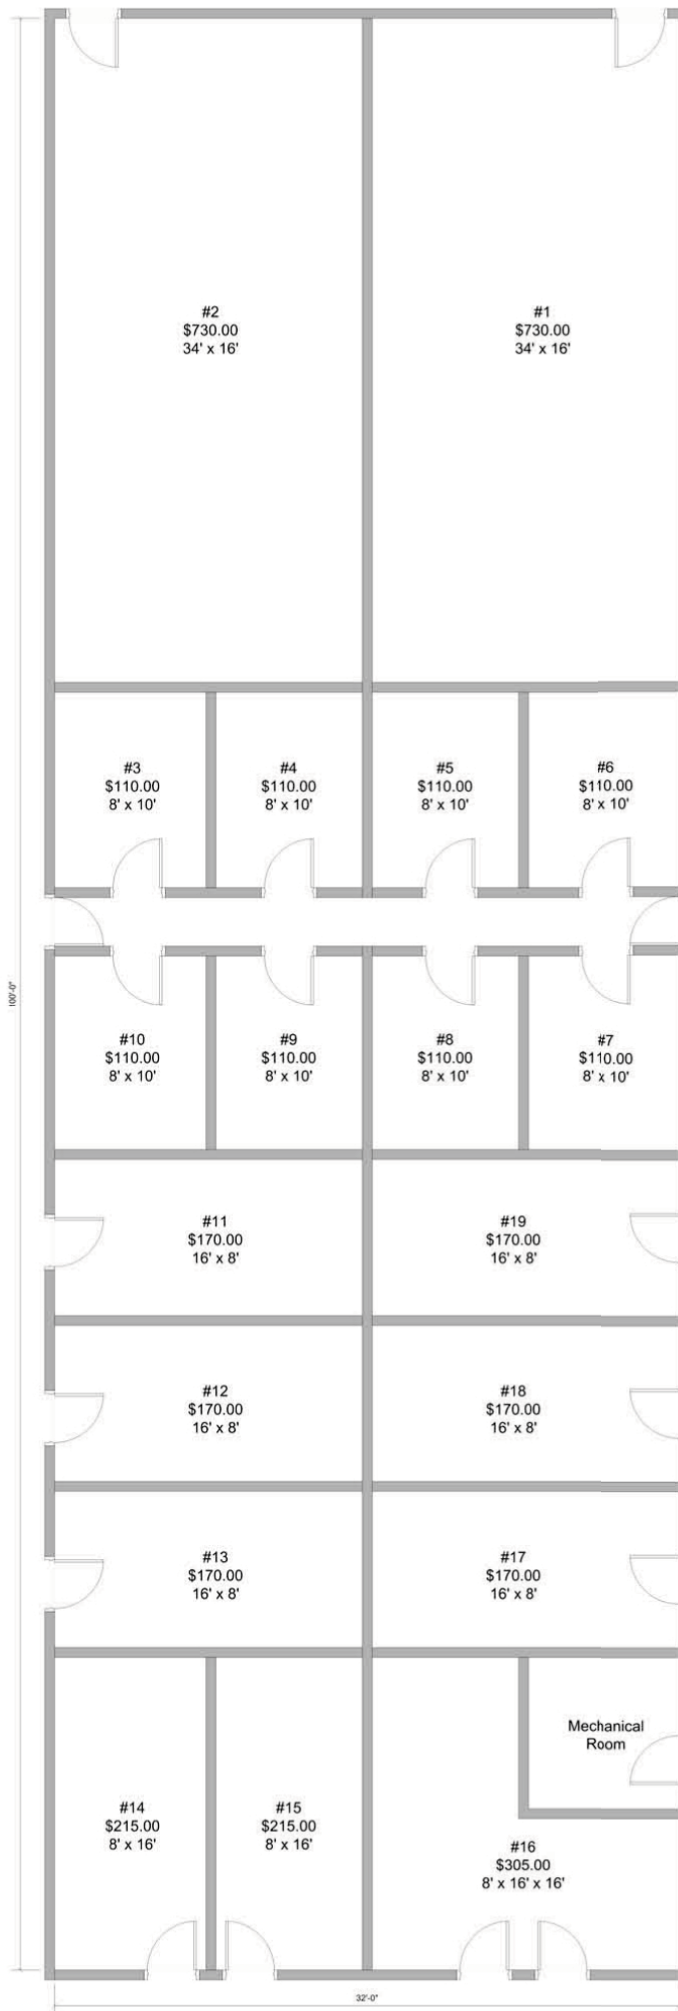 #2
$730.00
34' x 16'
#1
$730.00
34' x 16'
#3
$110.00
8' x 10'
#4
$110.00
8' x 10'
#5
$110.00
8' x 10'
#6
$110.00
8' x 10'
100'-0"
#10
$110.00
8' x 10'
#9
$110.00
8' x 10'
#8
$110.00
8' x 10'
#7
$110.00
8' x 10'
#11
$170.00
16' x 8'
#19
$170.00
16' x 8'
#12
$170.00
16' x 8'
#18
$170.00
16' x 8'
#13
$170.00
16' x 8'
#17
$170.00
16' x 8'
Mechanical
Room
#14
$215.00
8' x 16'
#15
$215.00
8' x 16'
#16
$305.00
8' x 16' x 16'
32'-0"